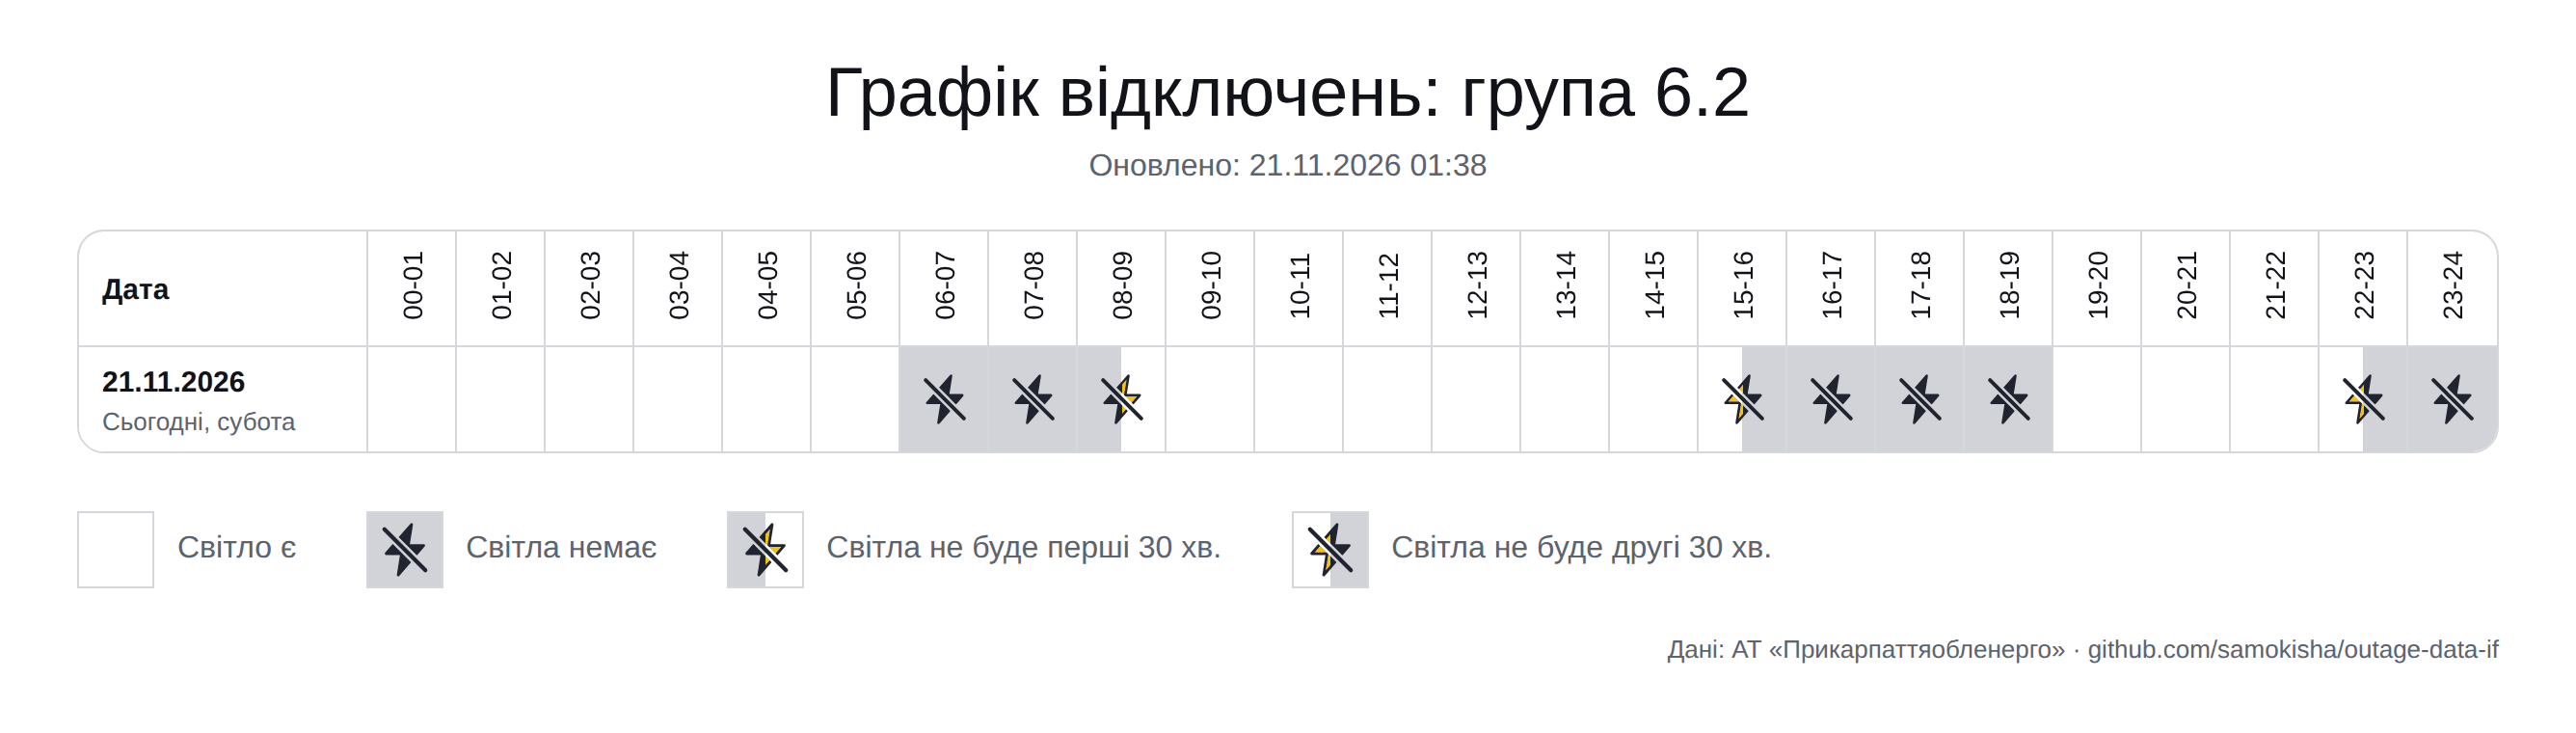 Графік відключень: група 6.2
Оновлено: 21.11.2026 01:38
Дата 00-01 01-02 02-03 03-04 04-05 05-06 06-07 07-08 08-09 09-10 10-11 11-12 12-13 13-14 14-15 15-16 16-17 17-18 18-19 19-20 20-21 21-22 22-23 23-24
21.11.2026
Сьогодні, субота
Світло є Світла немає Світла не буде перші 30 хв. Світла не буде другі 30 хв.
Дані: АТ «Прикарпаттяобленерго» · github.com/samokisha/outage-data-if